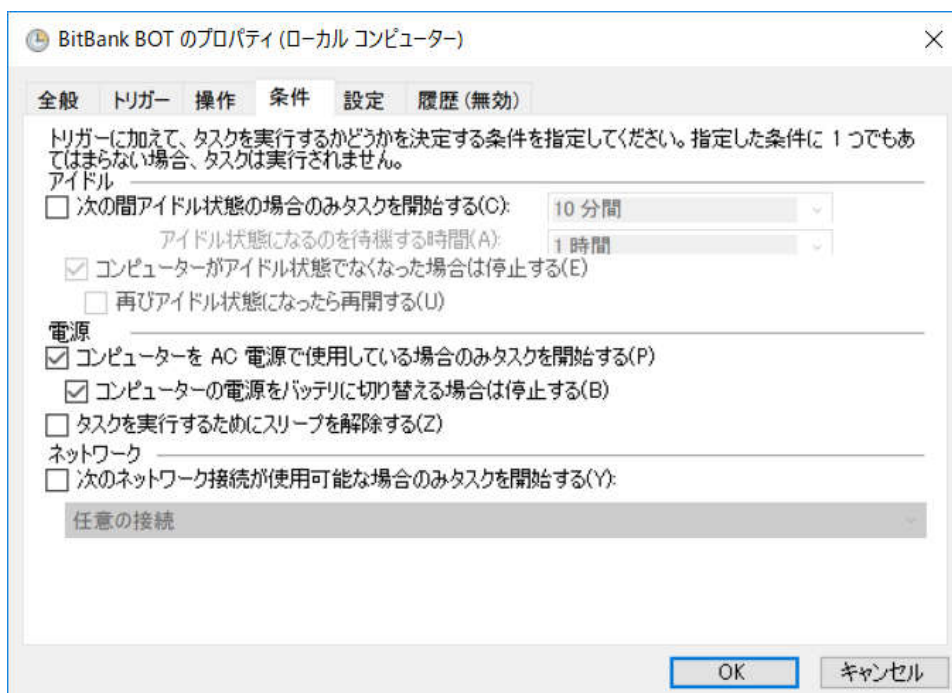 BitBank BOT のプロパティ (ローカル コンピューター)
全般 トリガー 操作 条件 設定 履歴 (無効)
トリガーに加えて、タスクを実行するかどうかを決定する条件を指定してください。指定した条件に 1 つでもあ
てはまらない場合、タスクは実行されません。
アイドル
次の間アイドル状態の場合のみタスクを開始する(C): 10 分間
アイドル状態になるのを待機する時間(A): 1 時間
コンピューターがアイドル状態でなくなった場合は停止する(E)
再びアイドル状態になったら再開する(U)
電源
コンピューターを AC 電源で使用している場合のみタスクを開始する(P)
コンピューターの電源をバッテリに切り替える場合は停止する(B)
タスクを実行するためにスリープを解除する(Z)
ネットワーク
次のネットワーク接続が使用可能な場合のみタスクを開始する(Y):
任意の接続
OK キャンセル